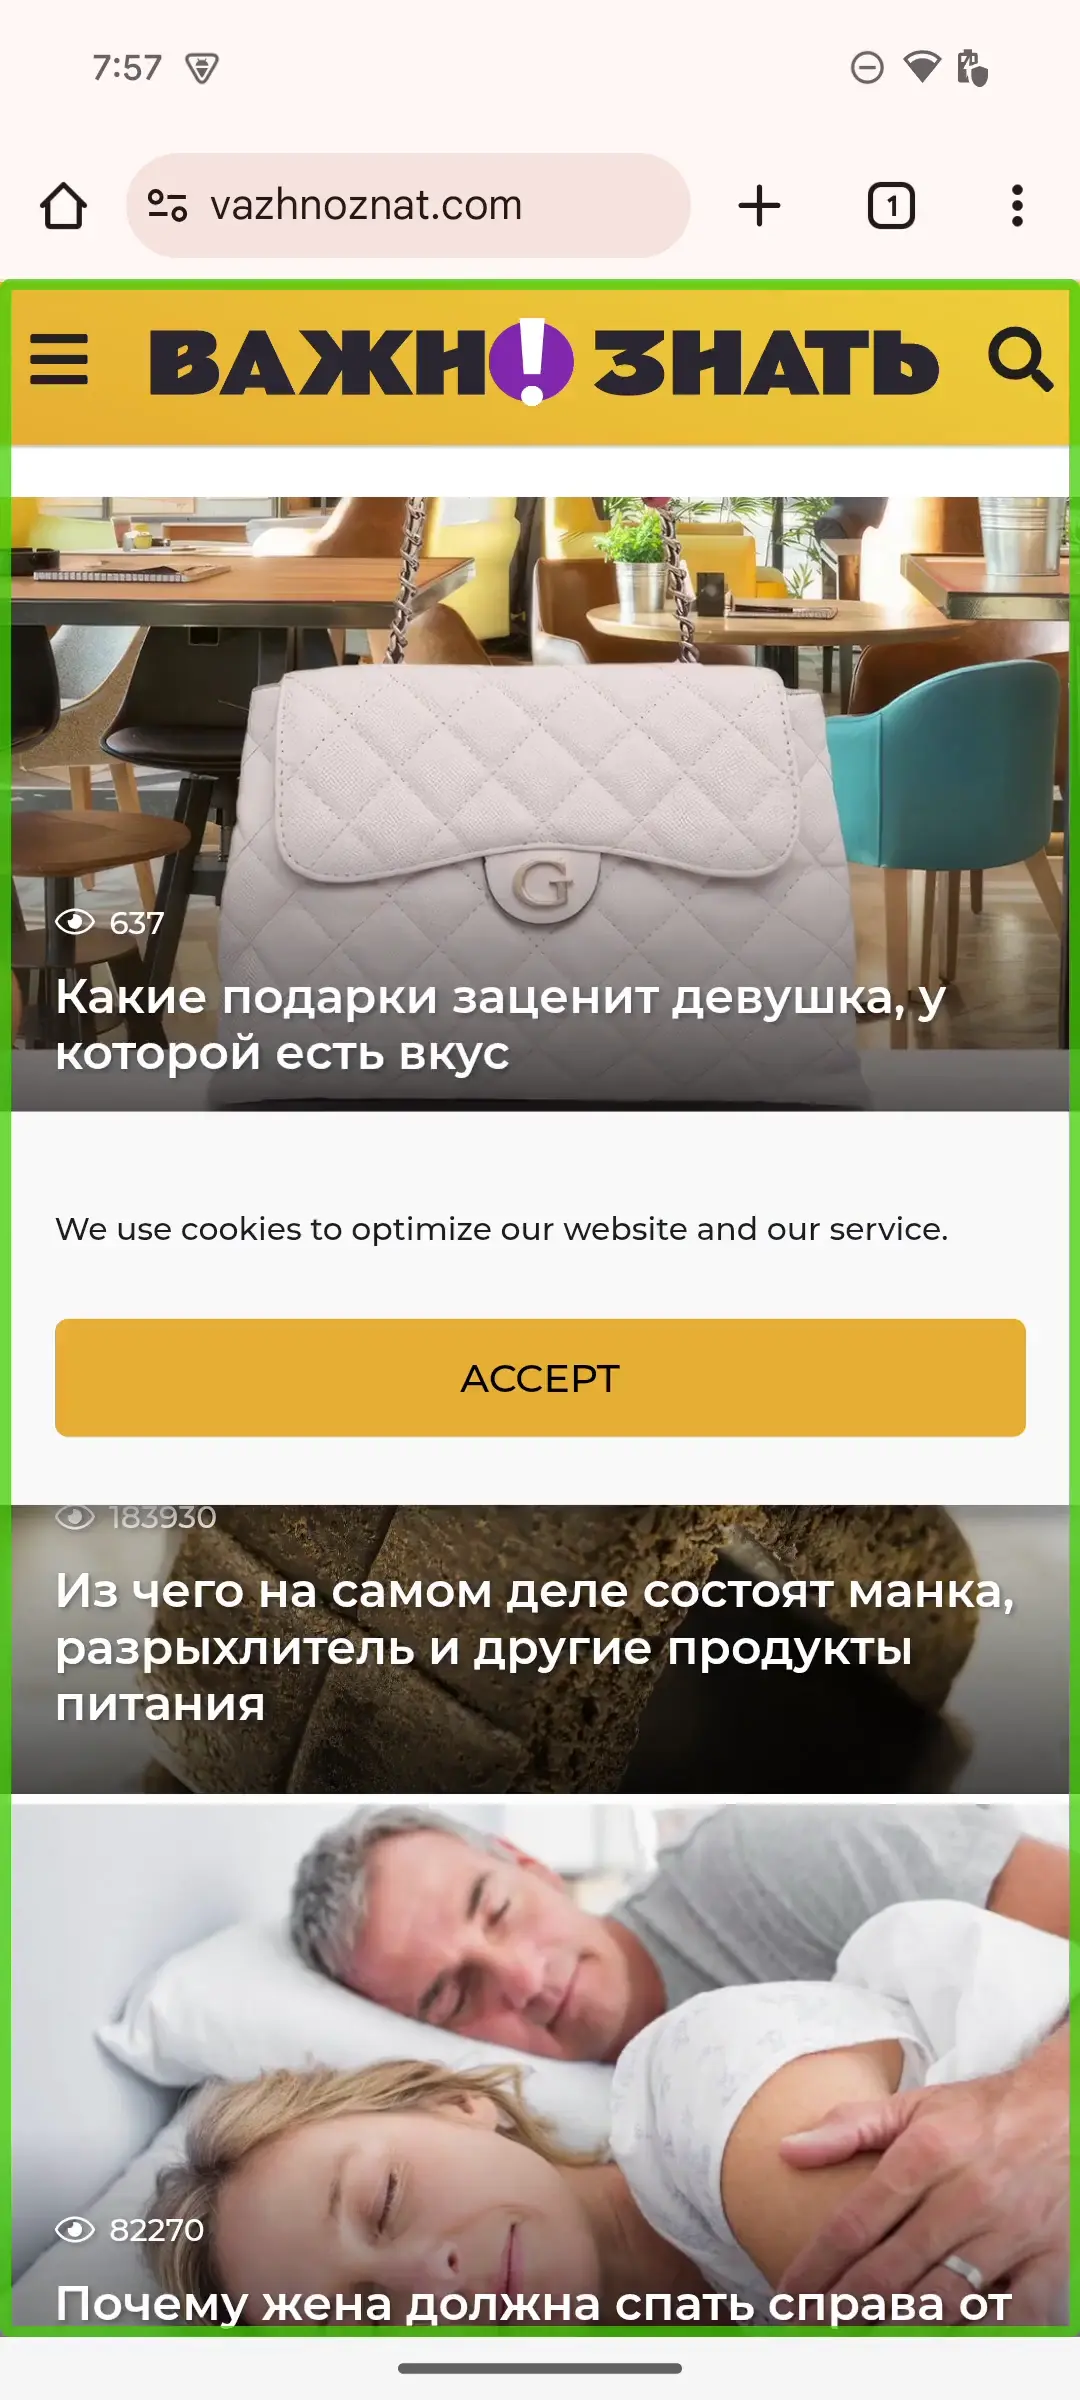 7:57
vazhnoznat.com
1
ВАЖН! ЗНАТЬ
G
637
Какие подарки заценит девушка, у
которой есть вкус
We use cookies to optimize our website and our service.
ACCEPT
183930
Из чего на самом деле состоят манка,
разрыхлитель и другие продукты
питания
82270
Почему жена должна спать справа от